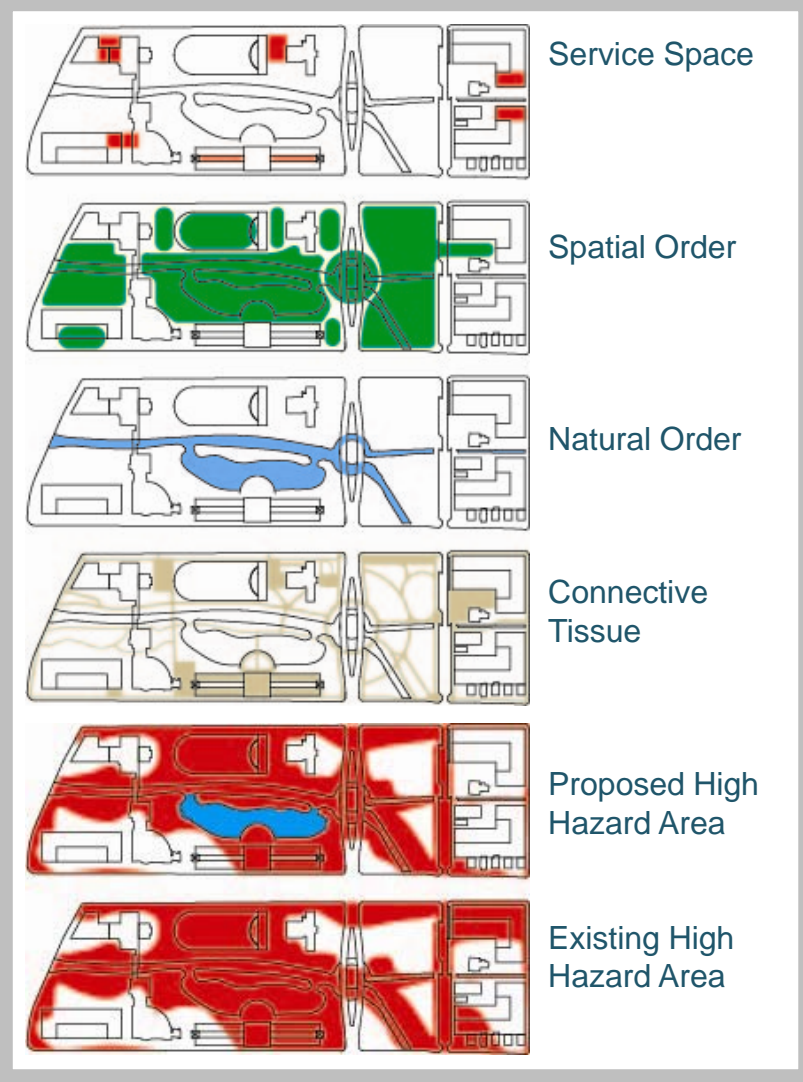 Service Space
Spatial Order
Natural Order
Connective
Tissue
Proposed High
Hazard Area
Existing High
Hazard Area